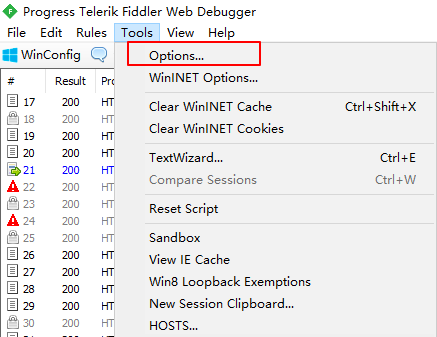 Progress Telerik Fiddler Web Debugger
File Edit Rules Tools View Help
WinConfig
Options...
WinINET Options...
# Result Pro
17 200 HT
18 200 HT
19 200 HT
20 200 HT
21 200 HT
22 200 HT
23 200 HT
24 200 HT
25 200 HT
26 200 HT
27 200 HT
28 200 HT
29 200 HT
30 200 HT
Clear WinINET Cache Ctrl+Shift+X
Clear WinINET Cookies
TextWizard... Ctrl+E
Compare Sessions Ctrl+W
Reset Script
Sandbox
View IE Cache
Win8 Loopback Exemptions
New Session Clipboard...
HOSTS...